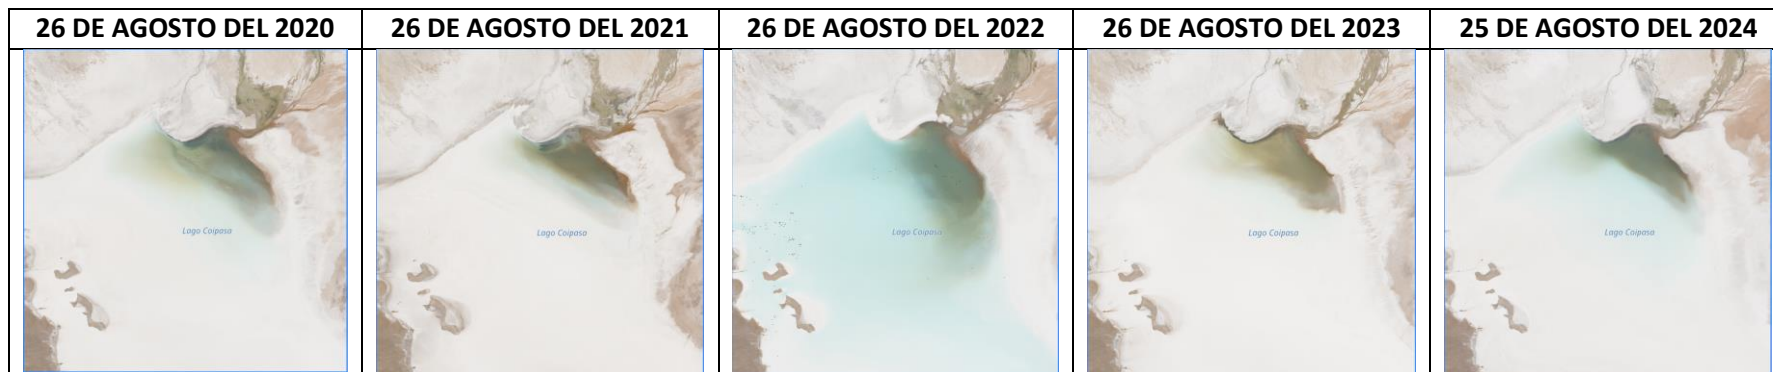 26 DE AGOSTO DEL 2020
26 DE AGOSTO DEL 2021
26 DE AGOSTO DEL 2022
26 DE AGOSTO DEL 2023
25 DE AGOSTO DEL 2024
Lago Coipasa
Lago Coipasa
Lago Coipasa
Lago Coipasa
Lago Coipasa